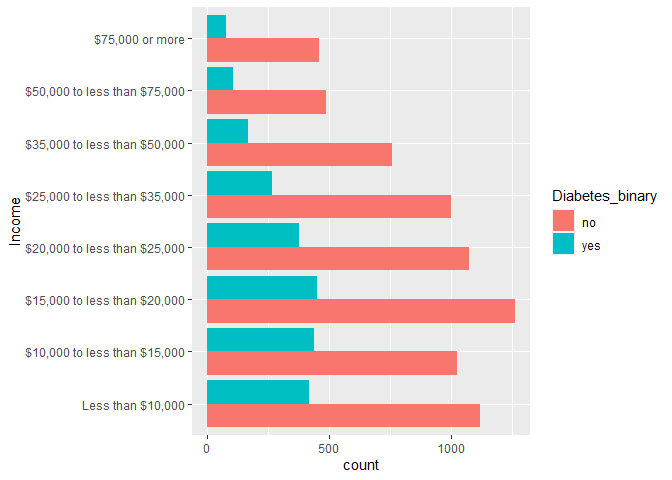 $75,000 or more
$50,000 to less than $75,000
$35,000 to less than $50,000
$25,000 to less than $35,000
$20,000 to less than $25,000
$15,000 to less than $20,000
$10,000 to less than $15,000
Less than $10,000
Income
0 500 1000
count
Diabetes_binary
no
yes